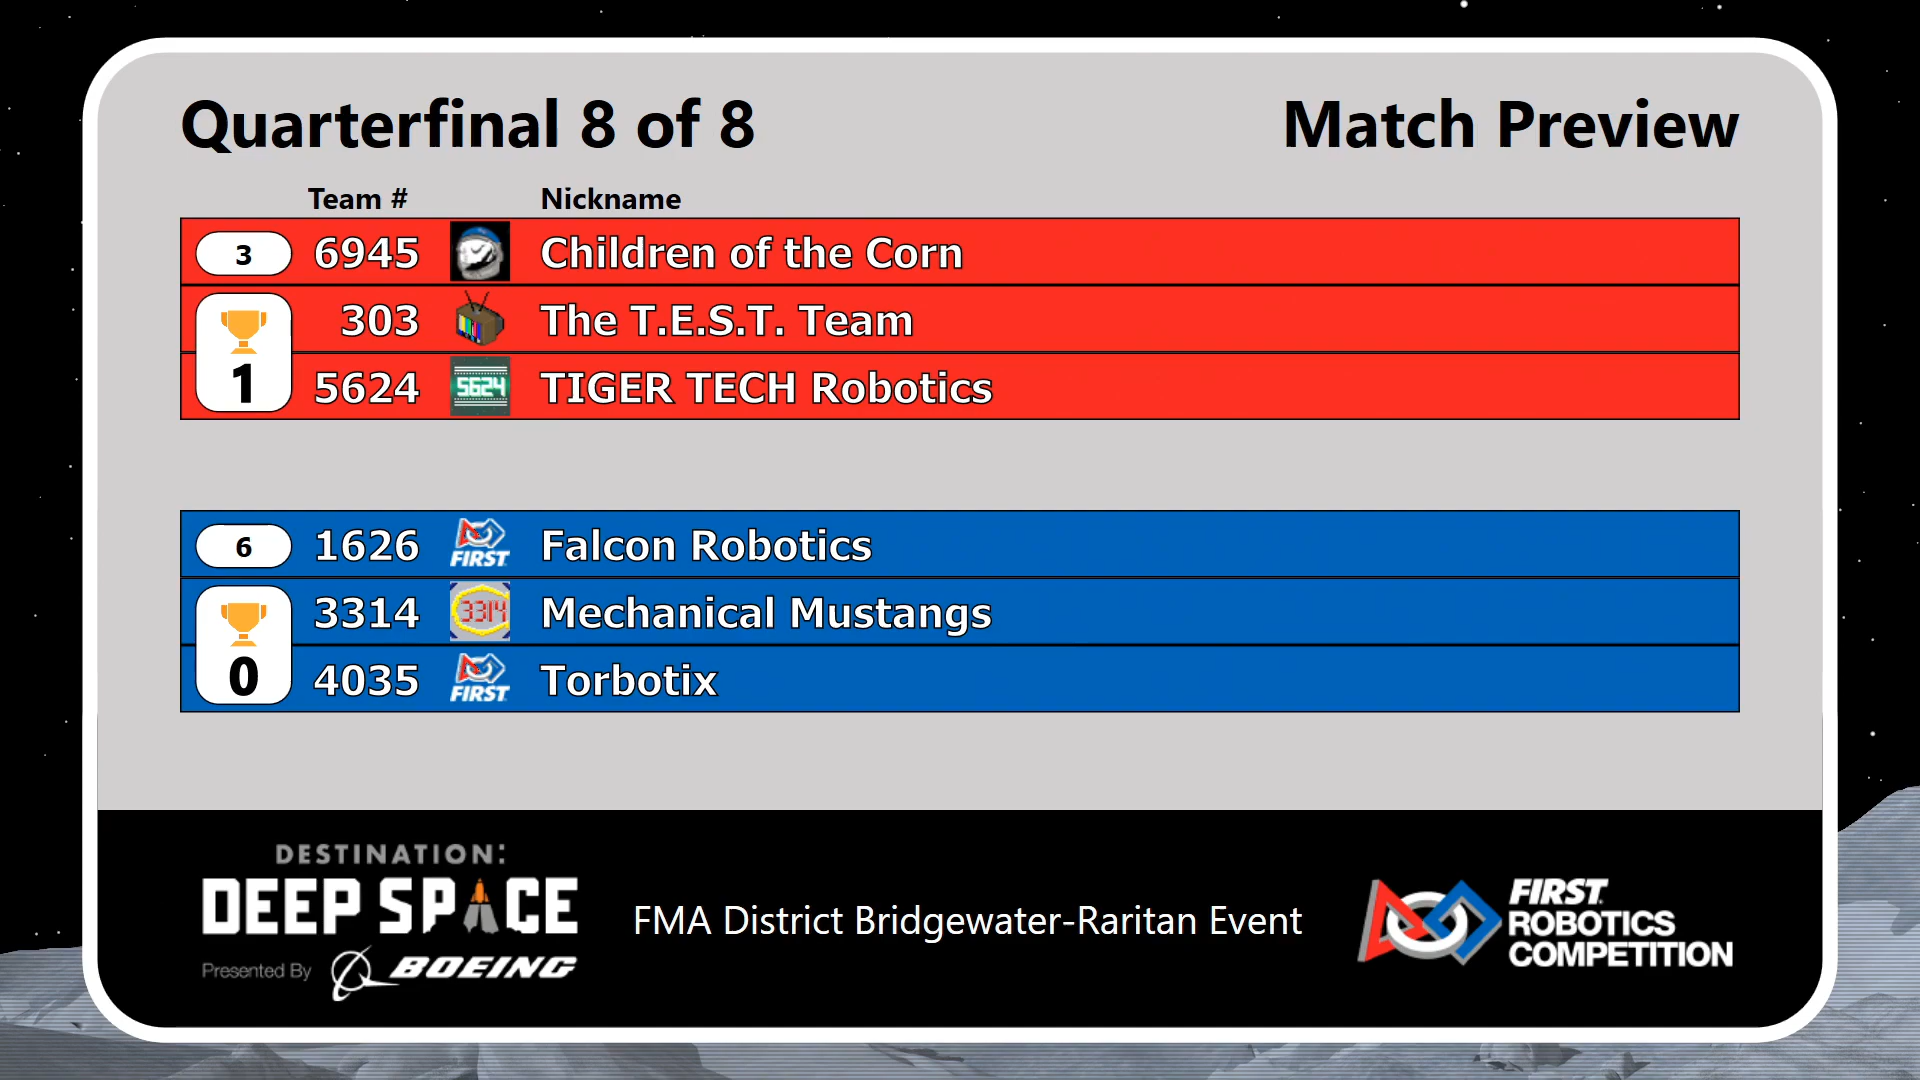 Quarterfinal 8 of 8
Match Preview
Team # Nickname
3 6945 Children of the Corn
303 The T.E.S.T. Team
1
5624 5624 TIGER TECH Robotics
6 1626 FIRST Falcon Robotics
3314 3314 Mechanical Mustangs
0
4035 FIRST Torbotix
DESTINATION:
DEEP SPACE
Presented By BOEING
FMA District Bridgewater-Raritan Event
FIRST
ROBOTICS
COMPETITION